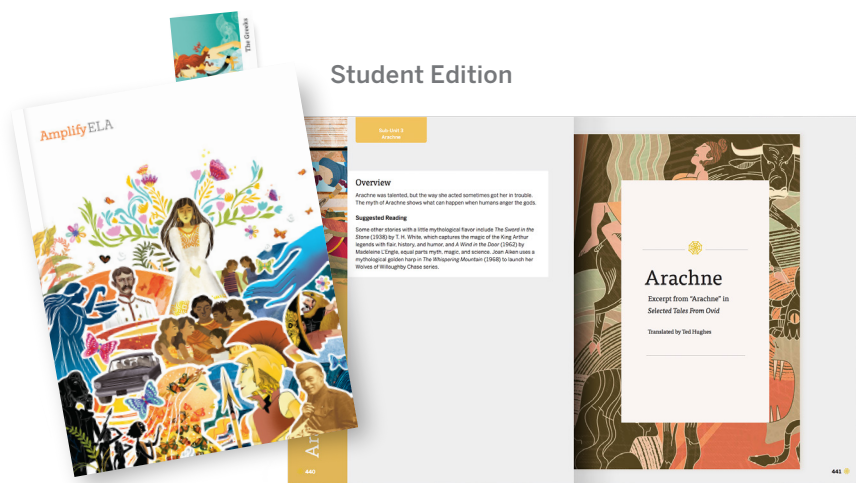 The Greeks
Student Edition
AmplifyELA
Sub-Unit 3
Arachne
Overview
Arachne was talented, but the way she acted sometimes got her in trouble.
The myth of Arachne shows what can happen when humans anger the gods.
Suggested Reading
Some other stories with a little mythological flavor include The Sword in the
Stone (1938) by T. H. White, which captures the magic of the King Arthur
legends with flair, history, and humor, and A Wind in the Door (1962) by
Madeleine L'Engle, equal parts myth, magic, and science. Joan Aiken uses a
mythological golden harp in The Whispering Mountain (1968) to launch her
Wolves of Willoughby Chase series.
Arachne
Excerpt from "Arachne" in
Selected Tales From Ovid
Translated by Ted Hughes
440
441